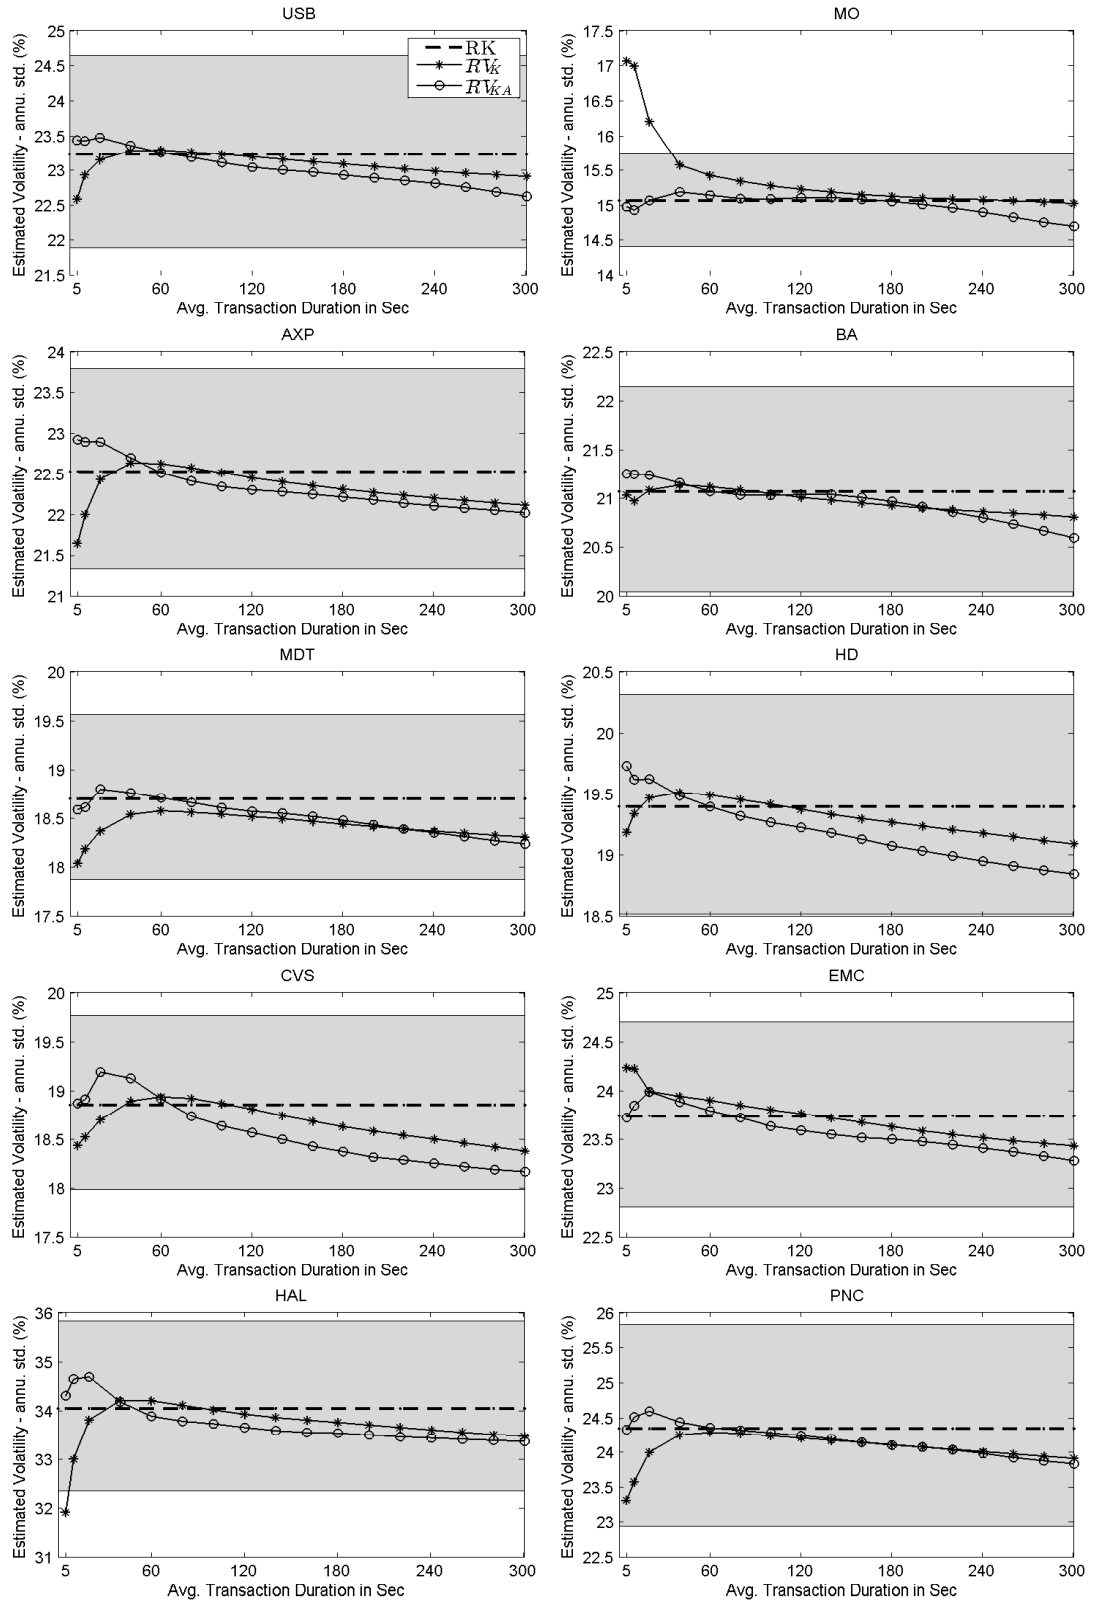 USB
Estimated Volatility - annu. std. (%)
25
24.5
24
23.5
23
22.5
22
21.5
RK
RV_K
RV_KA
5 60 120 180 240 300
Avg. Transaction Duration in Sec
MO
Estimated Volatility - annu. std. (%)
17.5
17
16.5
16
15.5
15
14.5
14
5 60 120 180 240 300
Avg. Transaction Duration in Sec
AXP
Estimated Volatility - annu. std. (%)
24
23.5
23
22.5
22
21.5
21
5 60 120 180 240 300
Avg. Transaction Duration in Sec
BA
Estimated Volatility - annu. std. (%)
22.5
22
21.5
21
20.5
20
5 60 120 180 240 300
Avg. Transaction Duration in Sec
MDT
Estimated Volatility - annu. std. (%)
20
19.5
19
18.5
18
17.5
5 60 120 180 240 300
Avg. Transaction Duration in Sec
HD
Estimated Volatility - annu. std. (%)
20.5
20
19.5
19
18.5
5 60 120 180 240 300
Avg. Transaction Duration in Sec
CVS
Estimated Volatility - annu. std. (%)
20
19.5
19
18.5
18
17.5
5 60 120 180 240 300
Avg. Transaction Duration in Sec
EMC
Estimated Volatility - annu. std. (%)
25
24.5
24
23.5
23
22.5
5 60 120 180 240 300
Avg. Transaction Duration in Sec
HAL
Estimated Volatility - annu. std. (%)
36
35
34
33
32
31
5 60 120 180 240 300
Avg. Transaction Duration in Sec
PNC
Estimated Volatility - annu. std. (%)
26
25.5
25
24.5
24
23.5
23
22.5
5 60 120 180 240 300
Avg. Transaction Duration in Sec